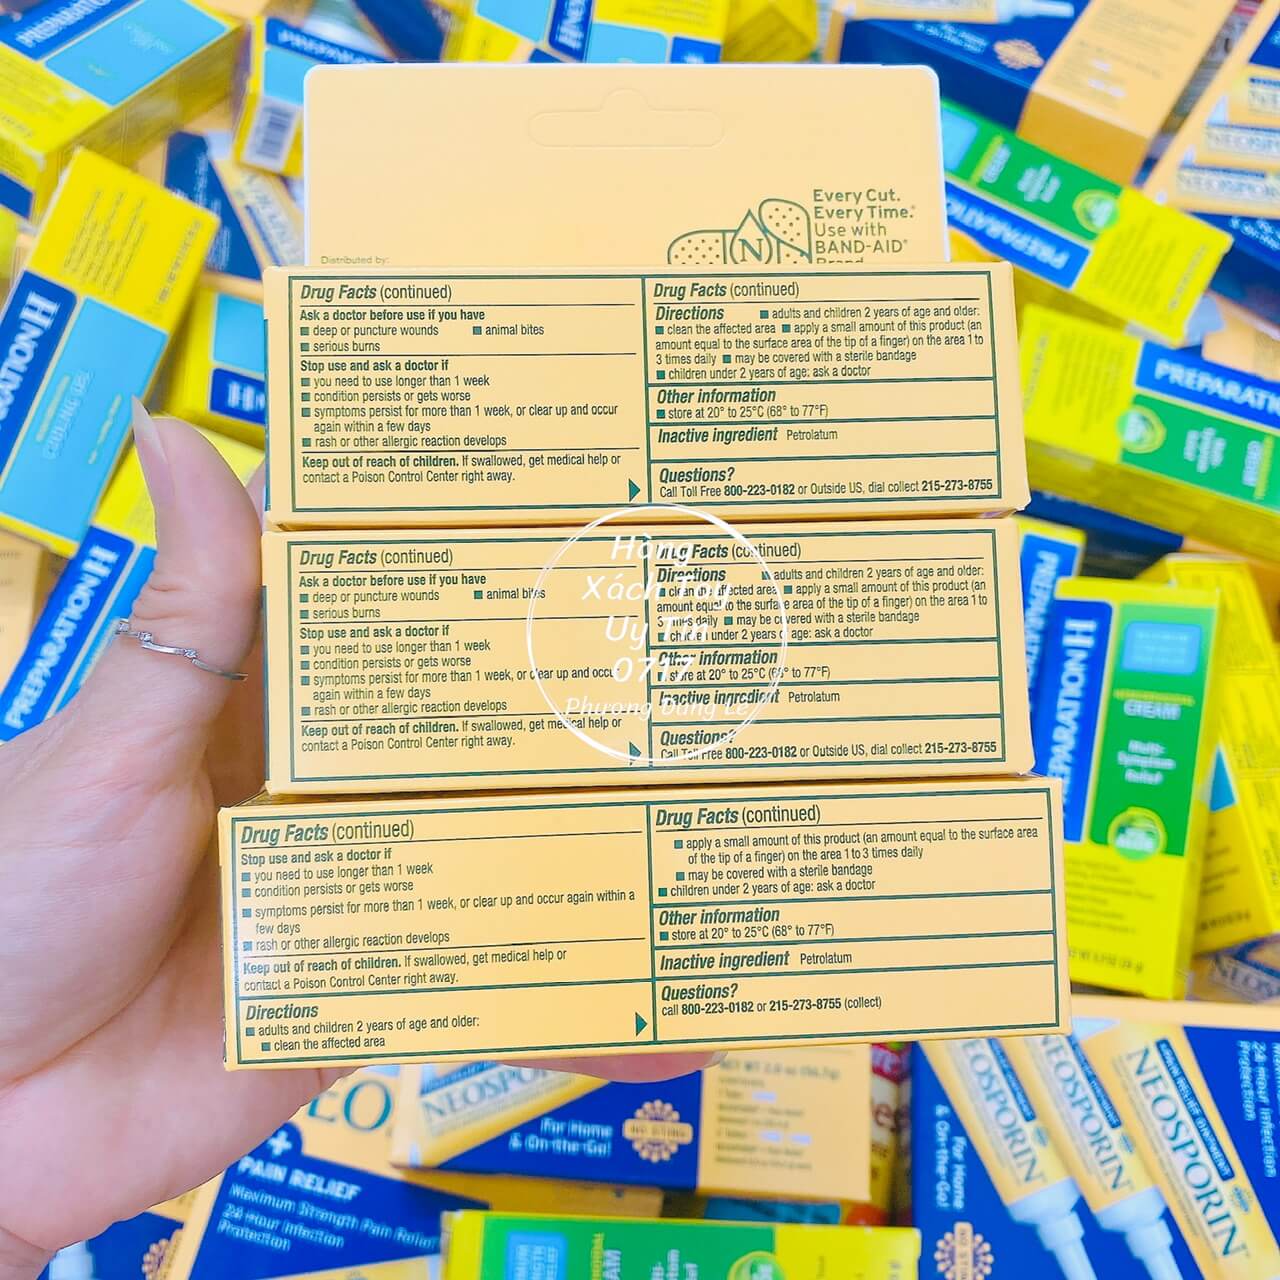 Every Cut.
Every Time.®
Use with
BAND-AID®
Brand
N
Distributed by:
Drug Facts (continued)
Ask a doctor before use if you have
■ deep or puncture wounds ■ animal bites
■ serious burns
Stop use and ask a doctor if
■ you need to use longer than 1 week
■ condition persists or gets worse
■ symptoms persist for more than 1 week, or clear up and occur
again within a few days
■ rash or other allergic reaction develops
Keep out of reach of children. If swallowed, get medical help or
contact a Poison Control Center right away.
Drug Facts (continued)
Directions ■ adults and children 2 years of age and older:
■ clean the affected area ■ apply a small amount of this product (an
amount equal to the surface area of the tip of a finger) on the area 1 to
3 times daily ■ may be covered with a sterile bandage
■ children under 2 years of age: ask a doctor
Other information
■ store at 20° to 25°C (68° to 77°F)
Inactive ingredient Petrolatum
Questions?
Call Toll Free 800-223-0182 or Outside US, dial collect 215-273-8755
Drug Facts (continued)
Ask a doctor before use if you have
■ deep or puncture wounds ■ animal bites
■ serious burns
Stop use and ask a doctor if
■ you need to use longer than 1 week
■ condition persists or gets worse
■ symptoms persist for more than 1 week, or clear up and occur
again within a few days
■ rash or other allergic reaction develops
Keep out of reach of children. If swallowed, get medical help or
contact a Poison Control Center right away.
Drug Facts (continued)
Directions ■ adults and children 2 years of age and older:
■ clean the affected area ■ apply a small amount of this product (an
amount equal to the surface area of the tip of a finger) on the area 1 to
3 times daily ■ may be covered with a sterile bandage
■ children under 2 years of age: ask a doctor
Other information
■ store at 20° to 25°C (68° to 77°F)
Inactive ingredient Petrolatum
Questions?
Call Toll Free 800-223-0182 or Outside US, dial collect 215-273-8755
Hàng
Xách Tay
Uy Tín
0717
Phương Đặng Lê
Drug Facts (continued)
Stop use and ask a doctor if
■ you need to use longer than 1 week
■ condition persists or gets worse
■ symptoms persist for more than 1 week, or clear up and occur again within a
few days
■ rash or other allergic reaction develops
Keep out of reach of children. If swallowed, get medical help or
contact a Poison Control Center right away.
Directions
■ adults and children 2 years of age and older:
■ clean the affected area
Drug Facts (continued)
■ apply a small amount of this product (an amount equal to the surface area
of the tip of a finger) on the area 1 to 3 times daily
■ may be covered with a sterile bandage
■ children under 2 years of age: ask a doctor
Other information
■ store at 20° to 25°C (68° to 77°F)
Inactive ingredient Petrolatum
Questions?
call 800-223-0182 or 215-273-8755 (collect)
PREPARATION H
PREPARATION H
CREAM
Multi-
Symptom
Relief
NEOSPORIN
For Home
& On-the-Go!
NO STING
+
PAIN RELIEF
Maximum Strength Pain Relief
24 Hour Infection
Protection
NEOSPORIN
NEOSPORIN
For Home
& On-the-Go!